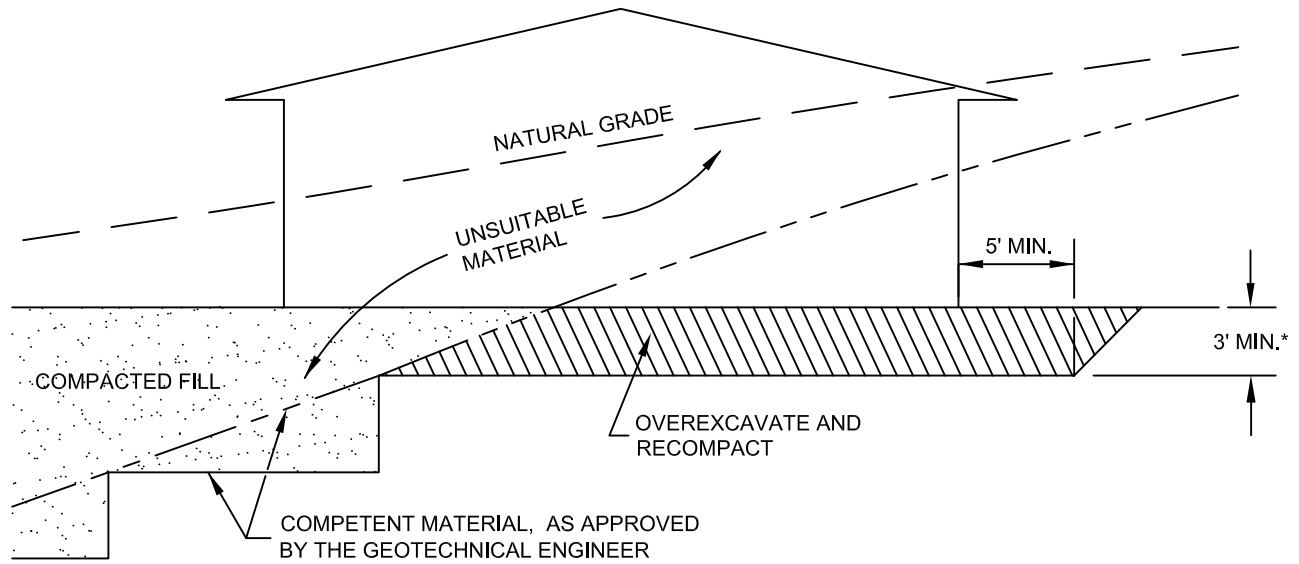 NATURAL GRADE
UNSUITABLE
MATERIAL
5' MIN.
3' MIN.*
COMPACTED FILL
OVEREXCAVATE AND
RECOMPACT
COMPETENT MATERIAL, AS APPROVED
BY THE GEOTECHNICAL ENGINEER